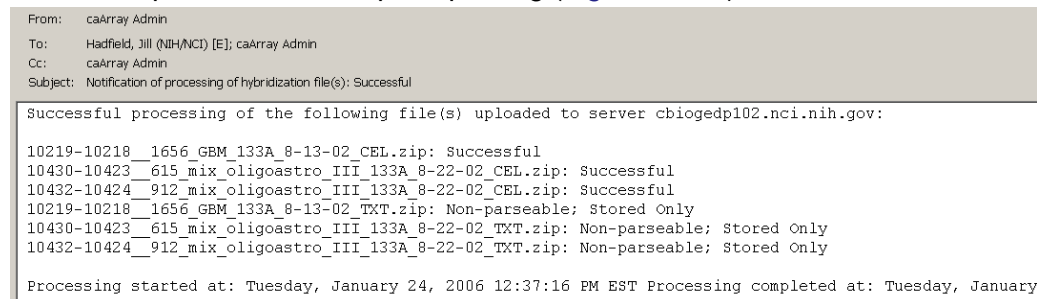 From: caArray Admin
To: Hadfield, Jill (NIH/NCI) [E]; caArray Admin
Cc: caArray Admin
Subject: Notification of processing of hybridization file(s): Successful
Successful processing of the following file(s) uploaded to server cbiogedp102.nci.nih.gov:
10219-10218__1656_GBM_133A_8-13-02_CEL.zip: Successful
10430-10423__615_mix_oligoastro_III_133A_8-22-02_CEL.zip: Successful
10432-10424__912_mix_oligoastro_III_133A_8-22-02_CEL.zip: Successful
10219-10218__1656_GBM_133A_8-13-02_TXT.zip: Non-parseable; Stored Only
10430-10423__615_mix_oligoastro_III_133A_8-22-02_TXT.zip: Non-parseable; Stored Only
10432-10424__912_mix_oligoastro_III_133A_8-22-02_TXT.zip: Non-parseable; Stored Only
Processing started at: Tuesday, January 24, 2006 12:37:16 PM EST Processing completed at: Tuesday, January